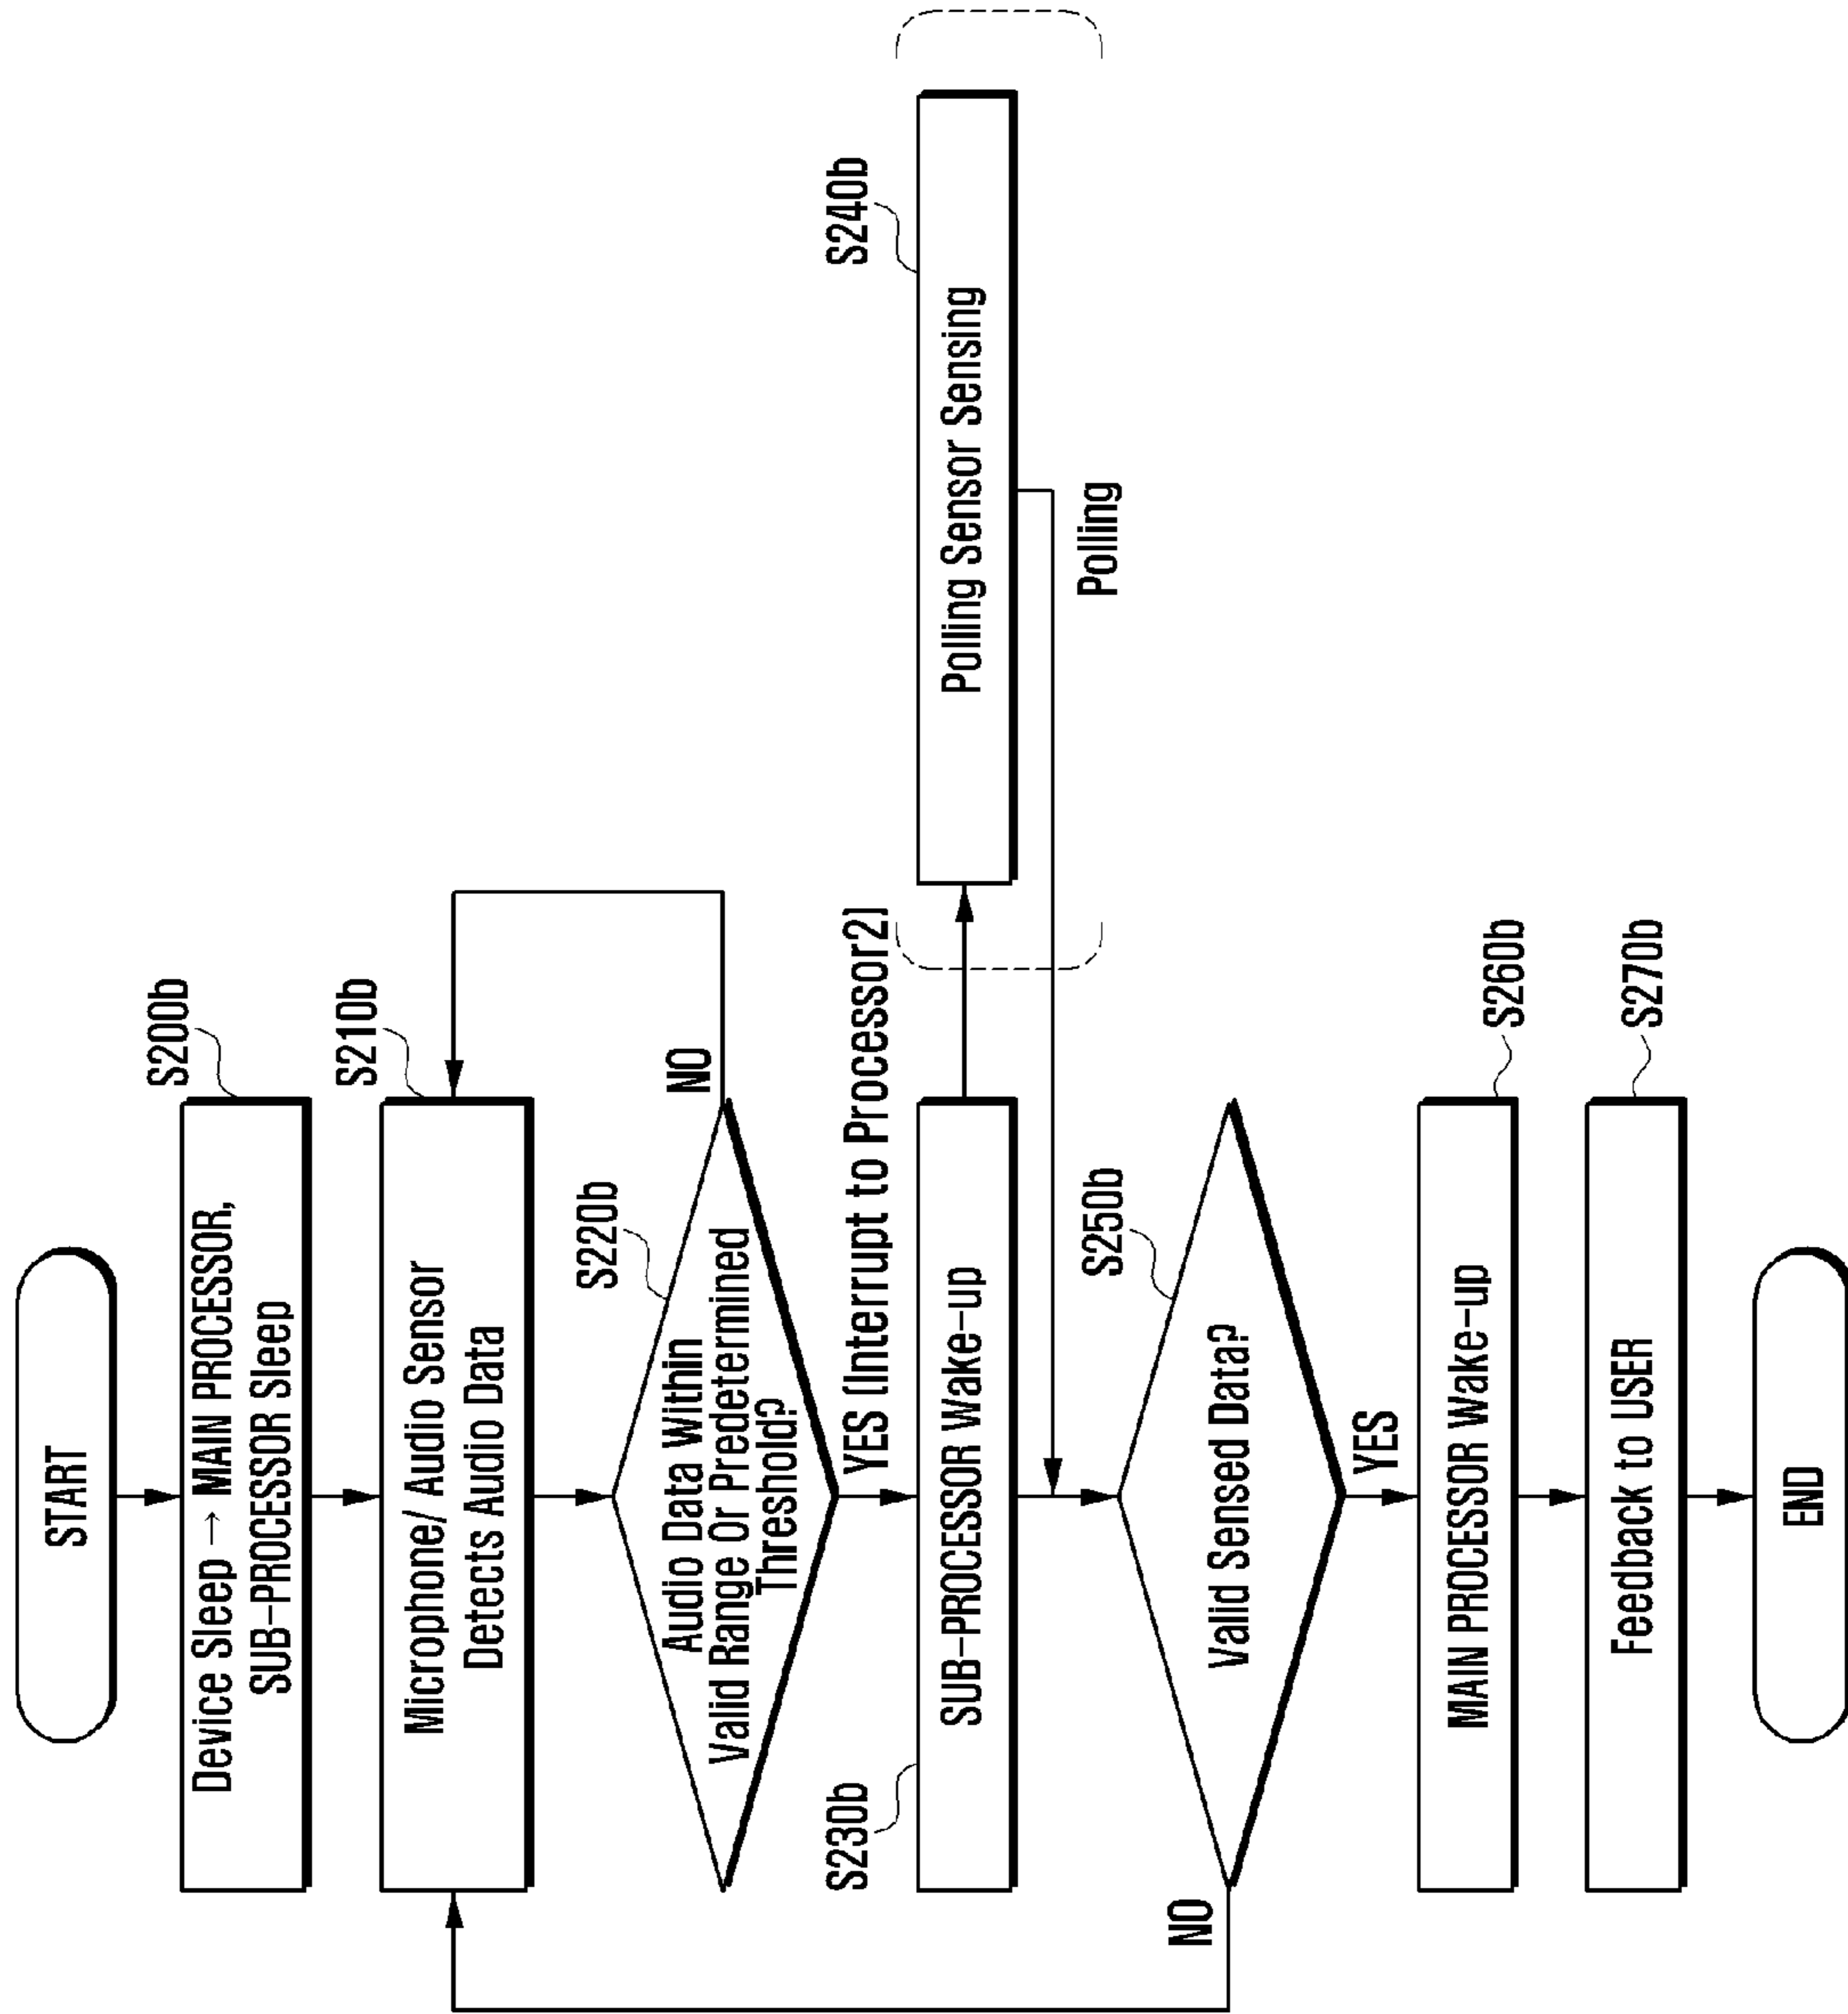 START
S200b
Device Sleep → MAIN PROCESSOR,
SUB-PROCESSOR Sleep
S210b
Microphone/ Audio Sensor
Detects Audio Data
S220b
Audio Data Within
Valid Range Or Predetermined
Threshold?
NO
YES (Interrupt to Processor2)
S230b
SUB-PROCESSOR Wake-up
S240b
Polling Sensor Sensing
Polling
S250b
Valid Sensed Data?
NO
YES
MAIN PROCESSOR Wake-up
S260b
Feedback to USER
S270b
END